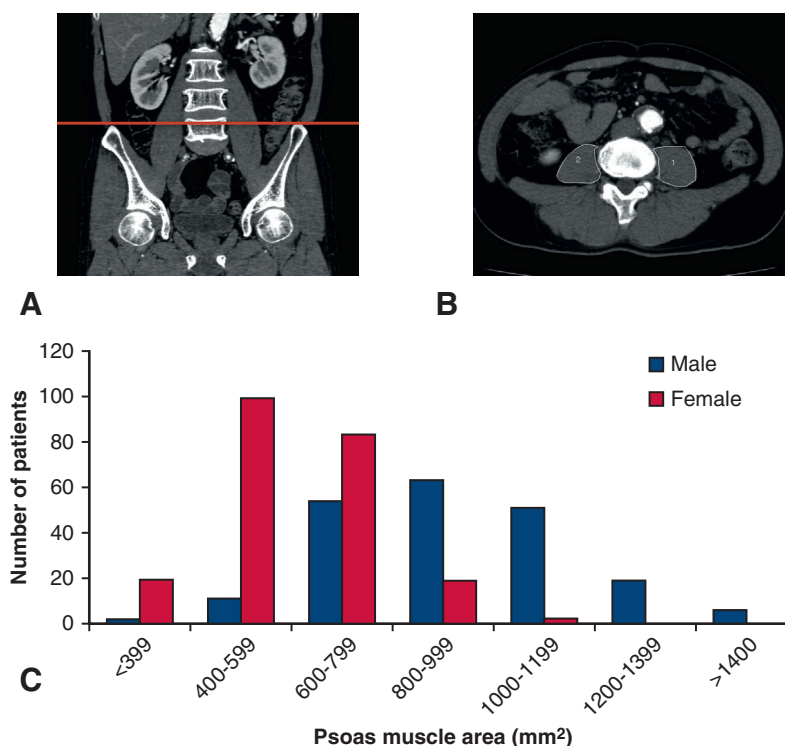 2
1
A
B
120
100
80
60
40
20
0
Number of patients
Male
Female
<399
400-599
600-799
800-999
1000-1199
1200-1399
>1400
C
Psoas muscle area (mm²)